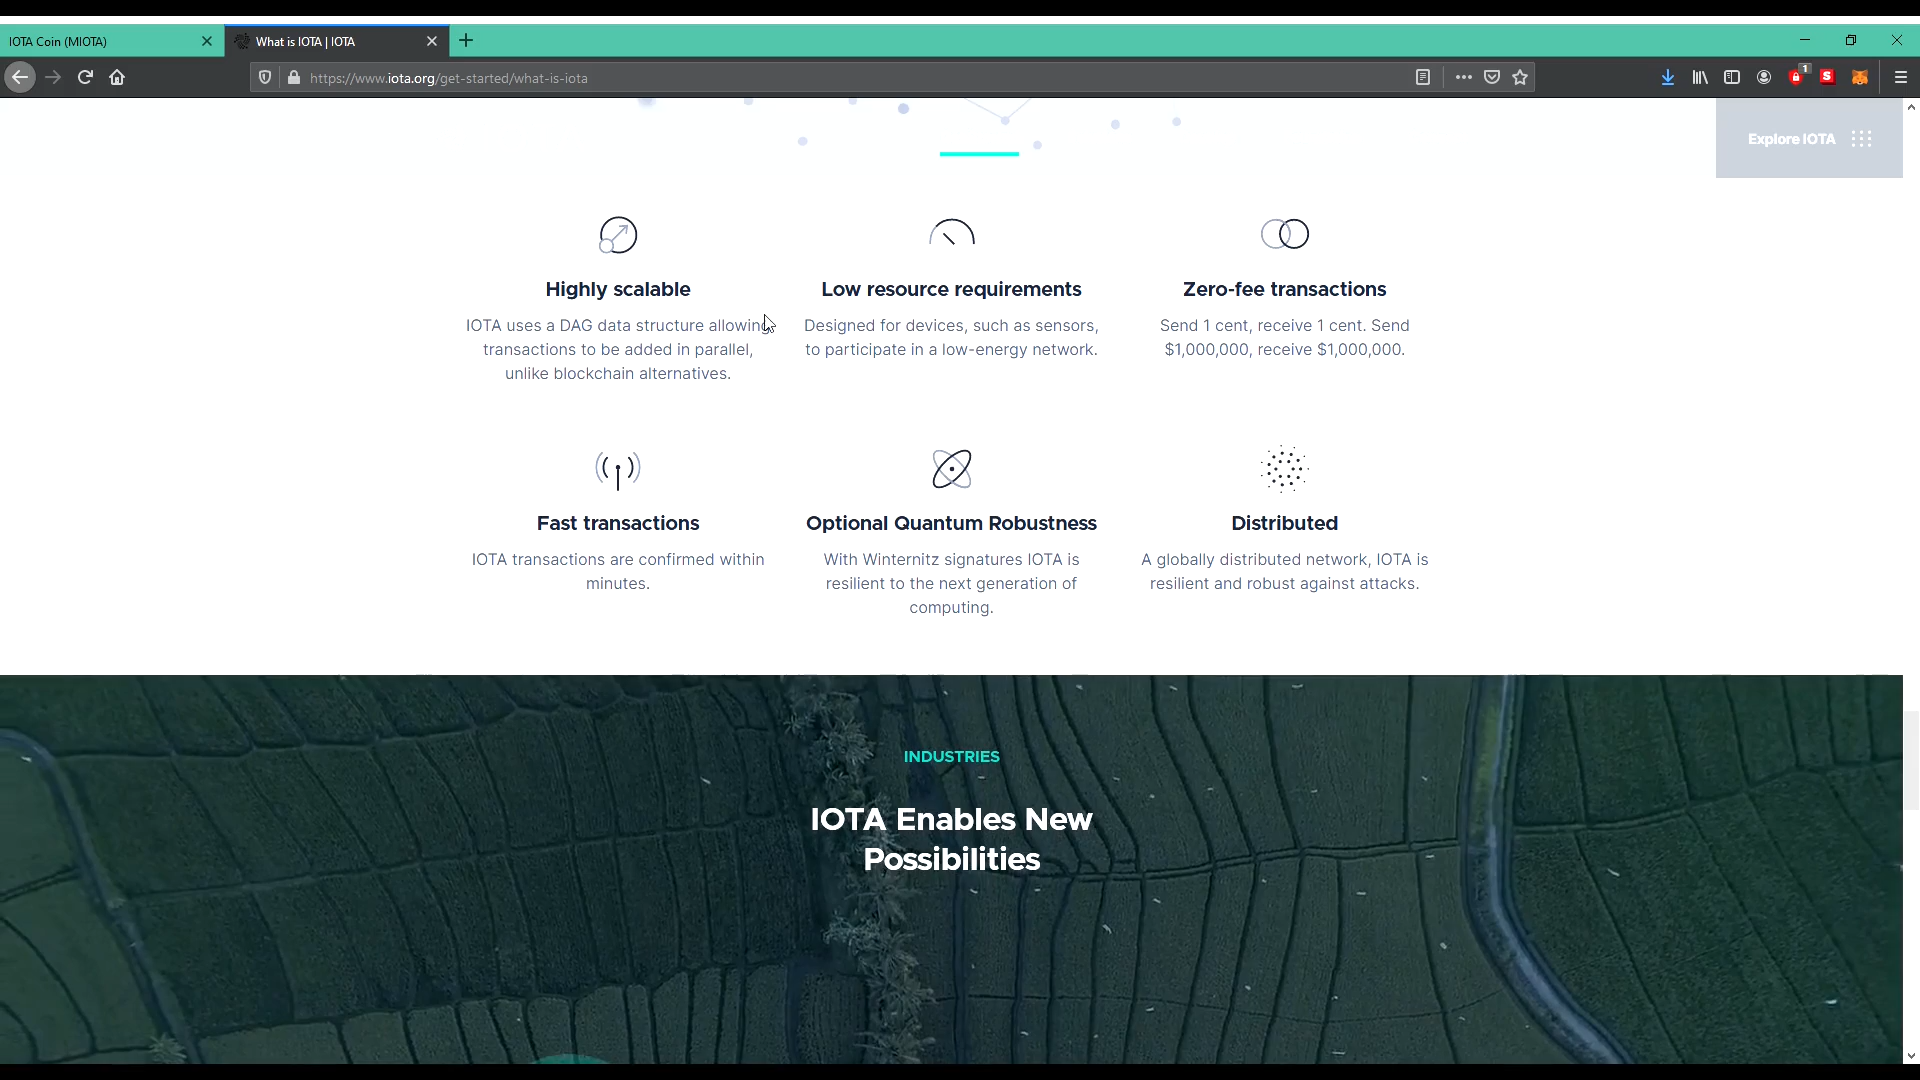 IOTA Coin (MIOTA)
What is IOTA | IOTA
https://www.iota.org/get-started/what-is-iota
1
S
Explore IOTA
Highly scalable
IOTA uses a DAG data structure allowing
transactions to be added in parallel,
unlike blockchain alternatives.
Low resource requirements
Designed for devices, such as sensors,
to participate in a low-energy network.
Zero-fee transactions
Send 1 cent, receive 1 cent. Send
$1,000,000, receive $1,000,000.
Fast transactions
IOTA transactions are confirmed within
minutes.
Optional Quantum Robustness
With Winternitz signatures IOTA is
resilient to the next generation of
computing.
Distributed
A globally distributed network, IOTA is
resilient and robust against attacks.
INDUSTRIES
IOTA Enables New
Possibilities